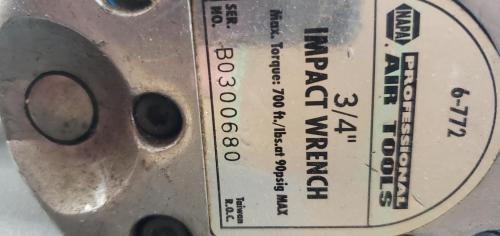 6-772
NAPA
PROFESSIONAL
AIR TOOLS
3/4"
IMPACT WRENCH
Max. Torque: 700 ft./lbs.at 90psig MAX
SER.
NO. B0300680
Taiwan
R.O.C.